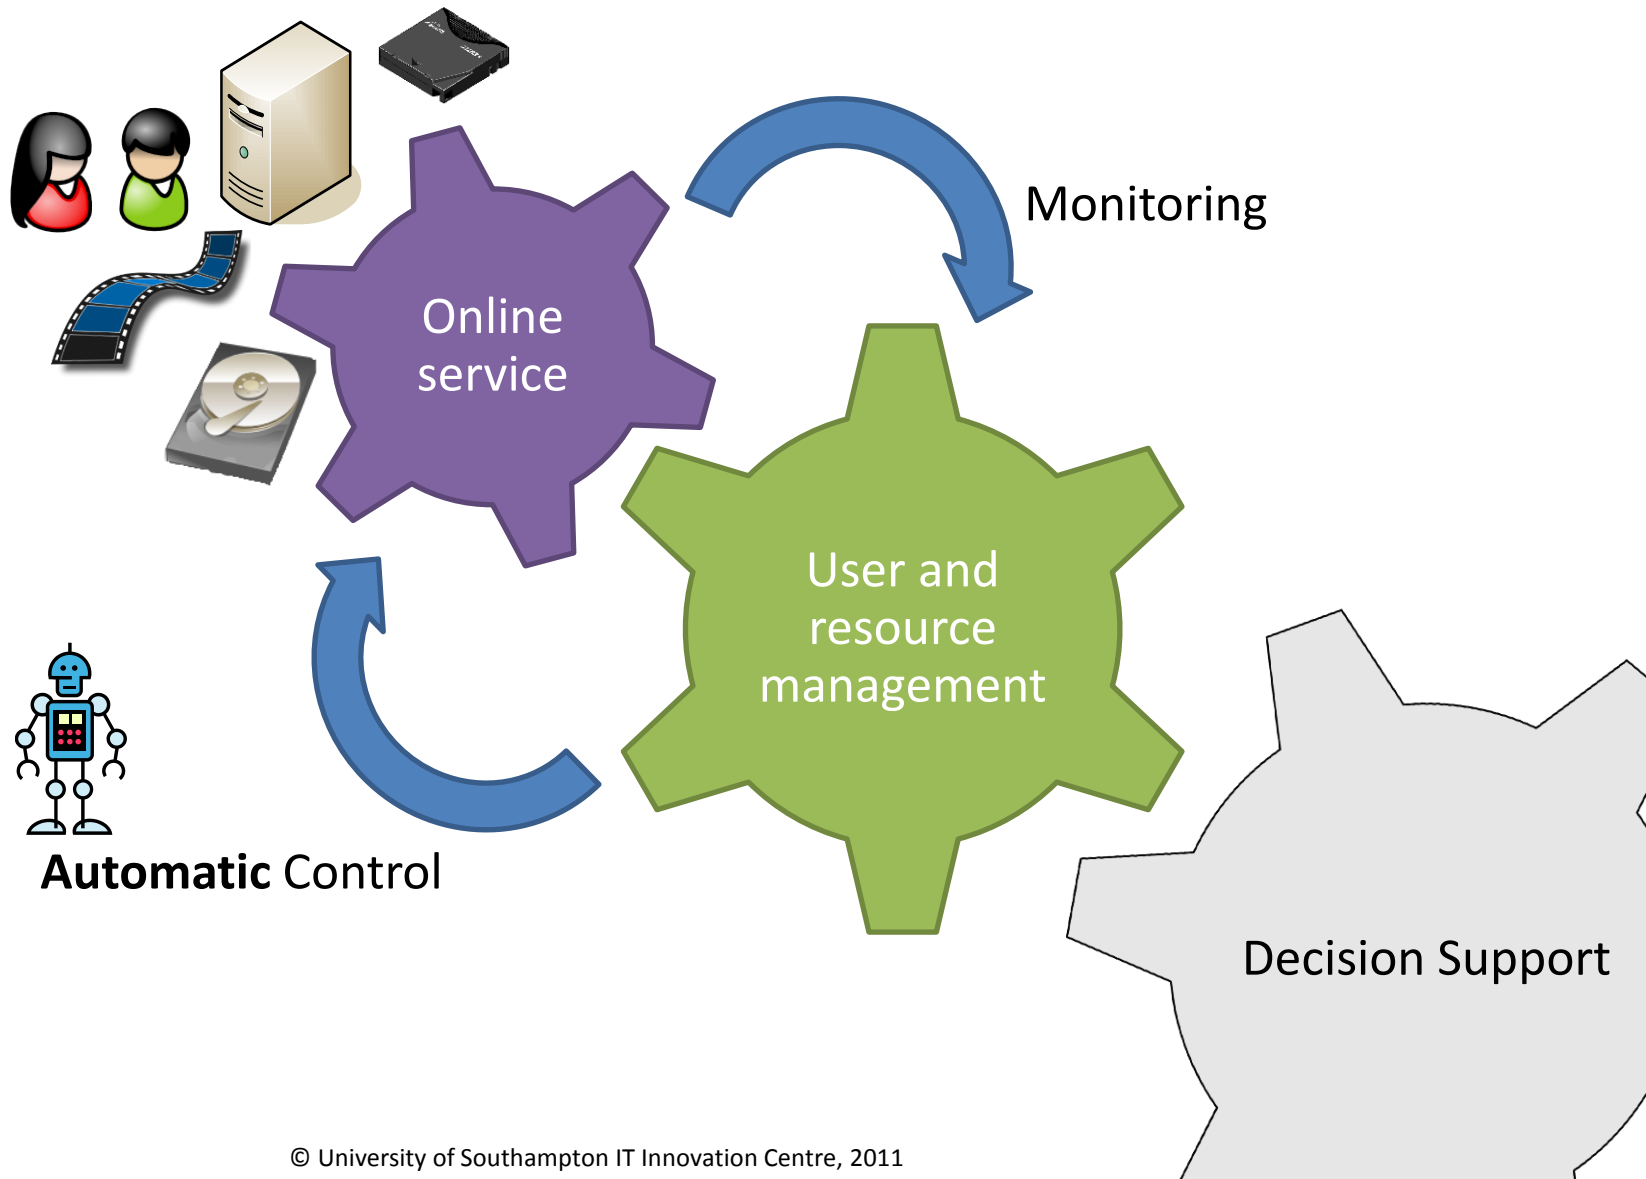 Monitoring
Online
service
User and
resource
management
Automatic Control
Decision Support
© University of Southampton IT Innovation Centre, 2011